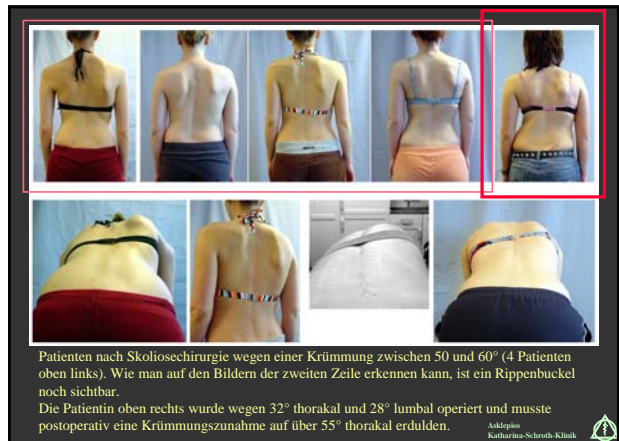 Patienten nach Skoliosechirurgie wegen einer Krümmung zwischen 50 und 60° (4 Patienten
oben links). Wie man auf den Bildern der zweiten Zeile erkennen kann, ist ein Rippenbuckel
noch sichtbar.
Die Patientin oben rechts wurde wegen 32° thorakal und 28° lumbal operiert und musste
postoperativ eine Krümmungszunahme auf über 55° thorakal erdulden.
Asklepios
Katharina-Schroth-Klinik